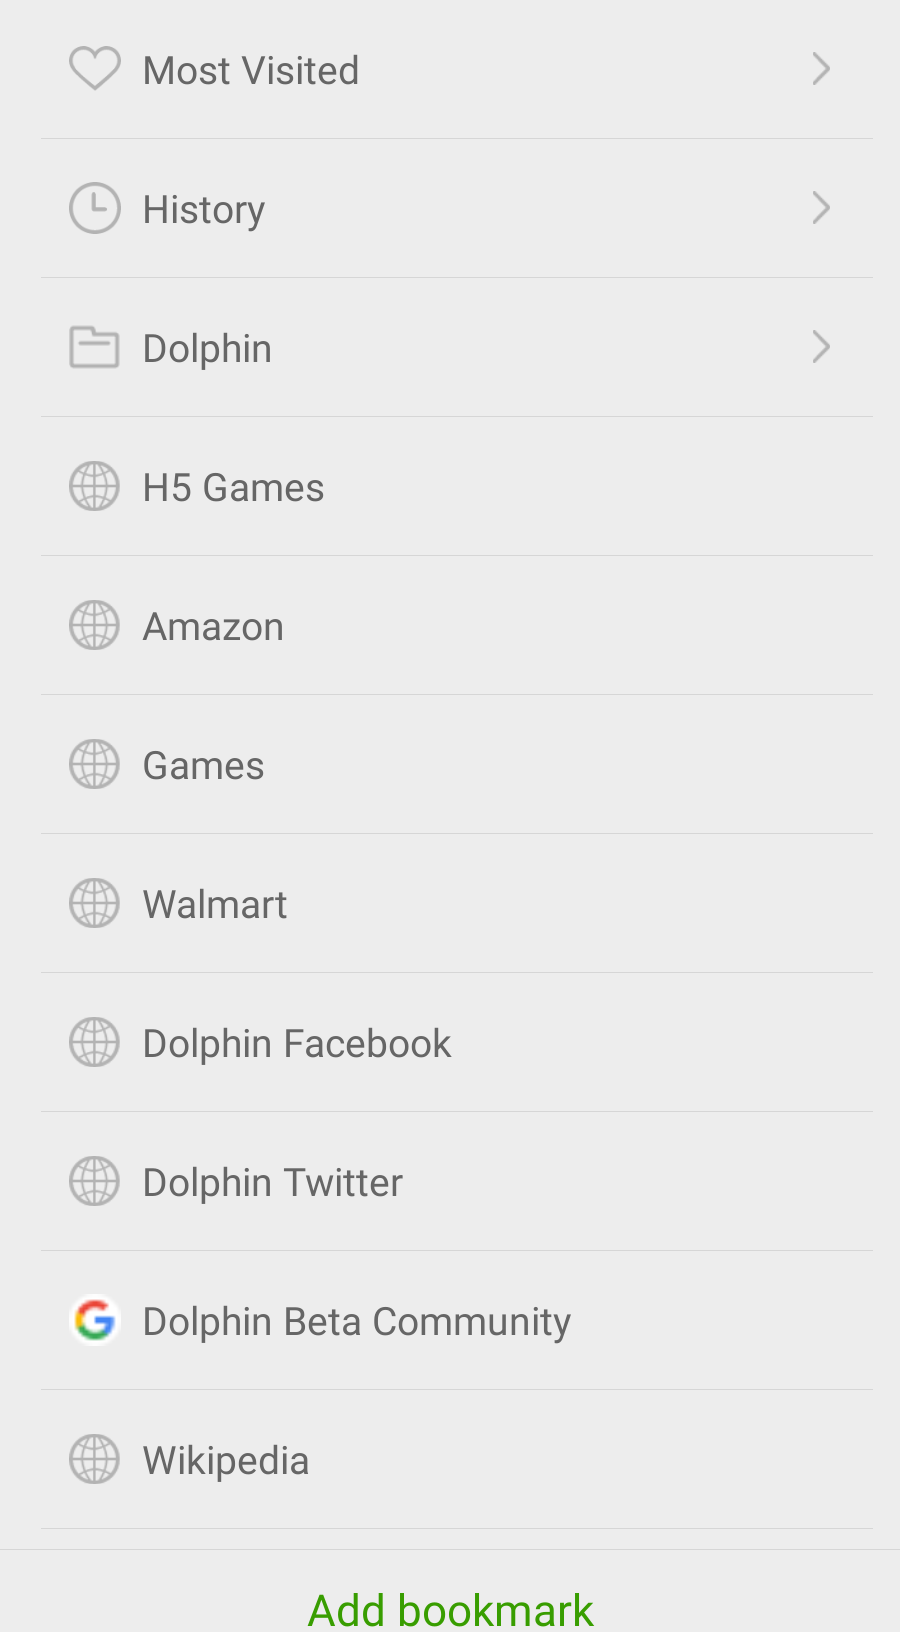 Most Visited
History
Dolphin
H5 Games
Amazon
Games
Walmart
Dolphin Facebook
Dolphin Twitter
Dolphin Beta Community
Wikipedia
Add bookmark